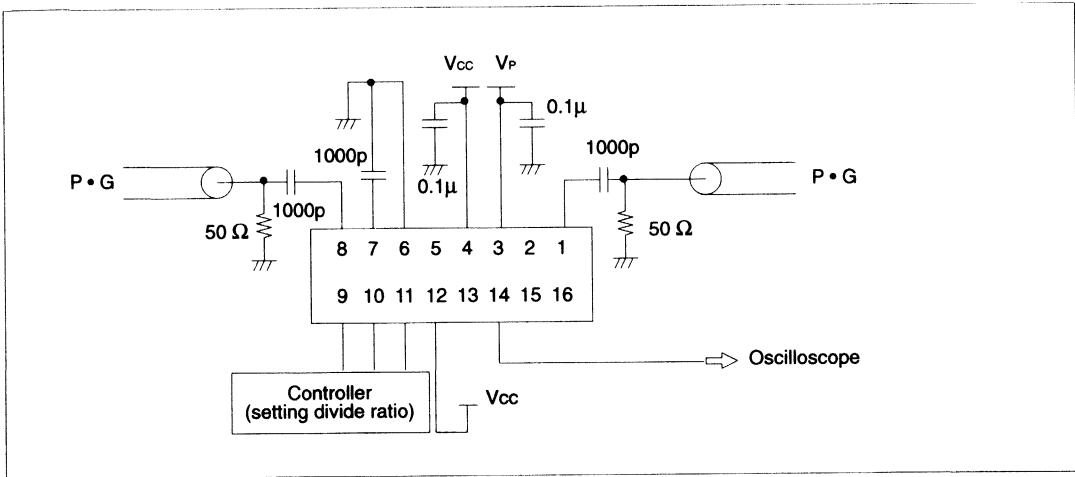 VCC VP
0.1µ
1000p
1000p
0.1µ
P • G
P • G
1000p
50 Ω
50 Ω
8 7 6 5 4 3 2 1
9 10 11 12 13 14 15 16
Oscilloscope
Controller
(setting divide ratio)
VCC